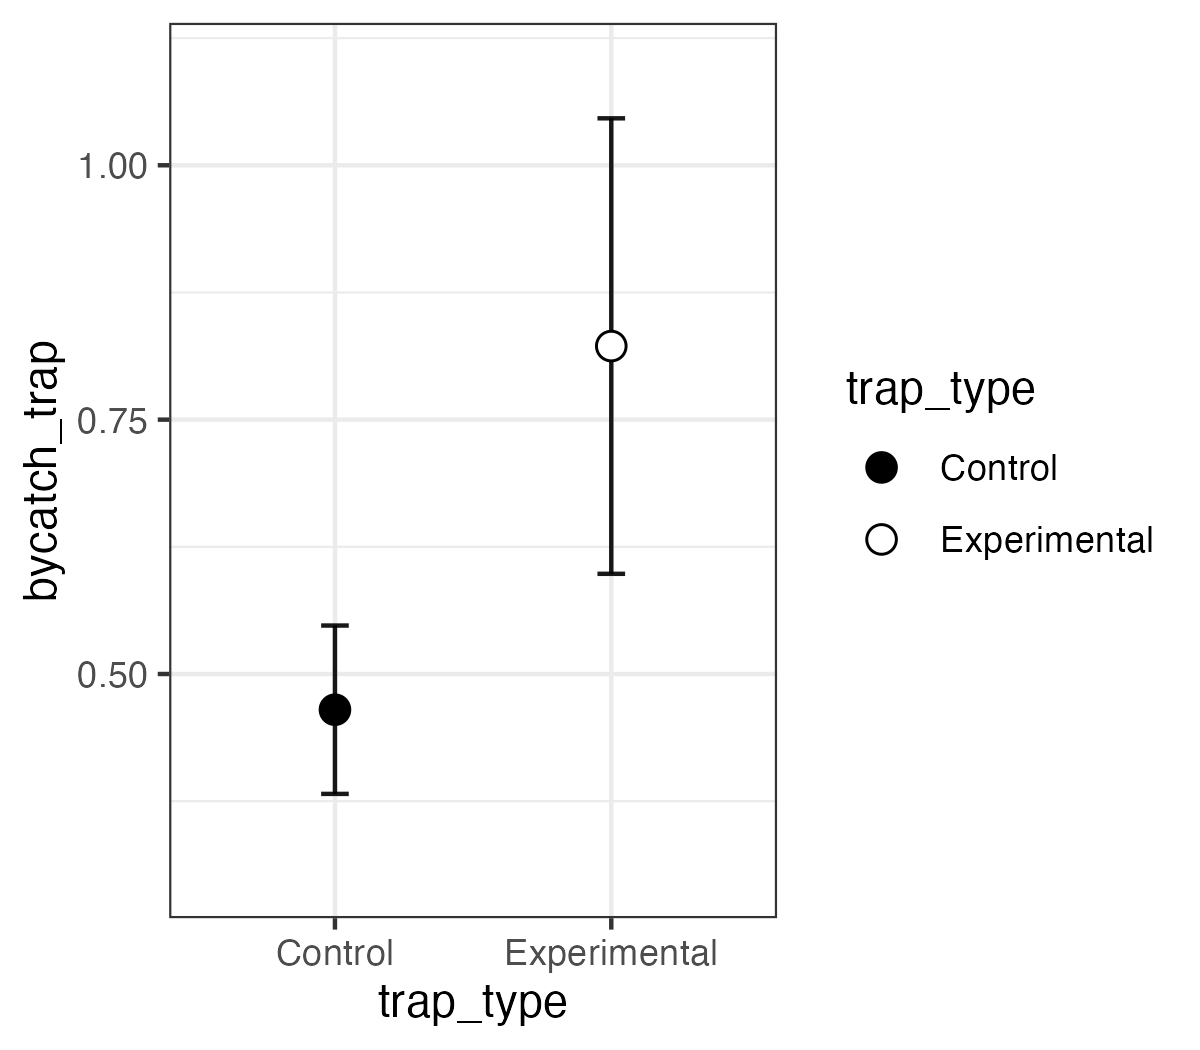 bycatch_trap
1.00
0.75
0.50
Control
Experimental
trap_type
trap_type
Control
Experimental